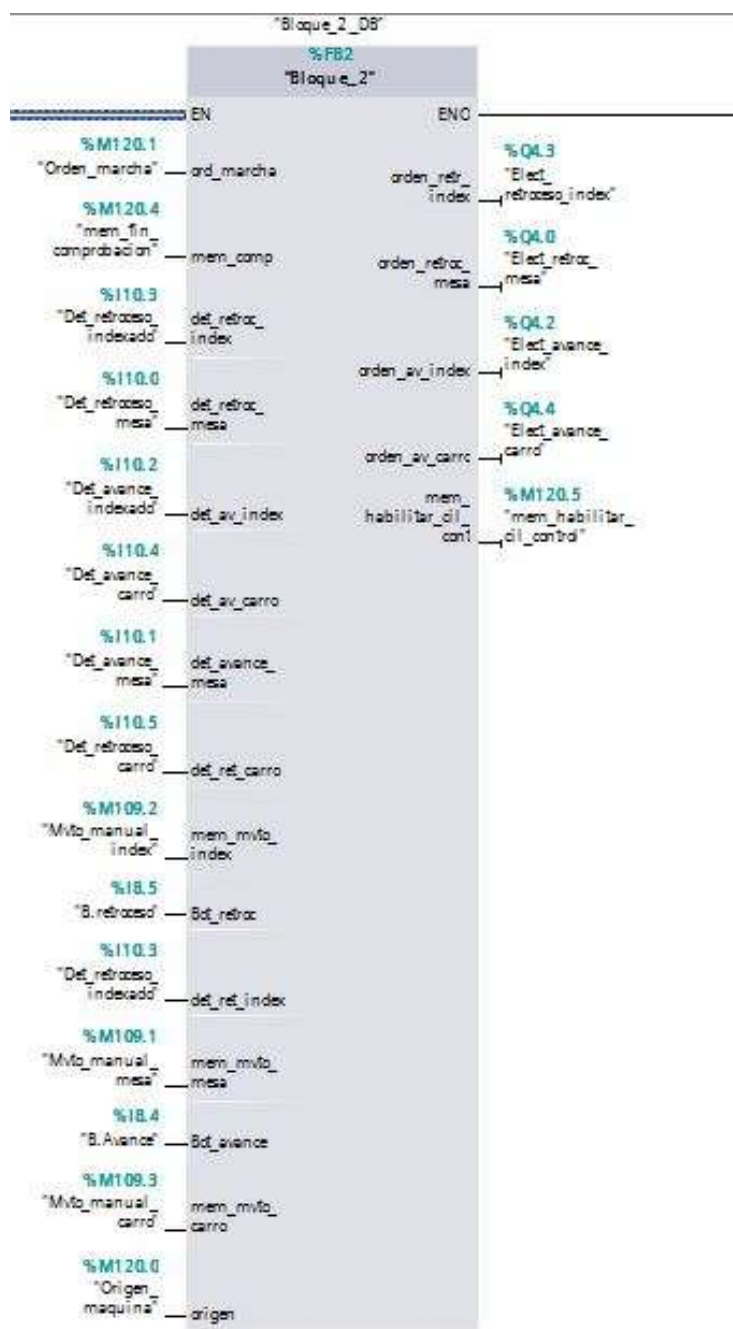 "Bloque_2_DB"
%FB2
"Bloque_2"
EN
ENO
%M120.1
"Orden_marcha"
ord_marcha
%M120.4
"mem_fin_
comprobacion"
mem_comp
%I10.3
"Det_retroceso_
indexado"
det_retroc_
index
%I10.0
"Det_retroceso_
mesa"
det_retroc_
mesa
%I10.2
"Det_avance_
indexado"
det_av_index
%I10.4
"Det_avance_
carro"
det_av_carro
%I10.1
"Det_avance_
mesa"
det_avance_
mesa
%I10.5
"Det_retroceso_
carro"
det_ret_carro
%M109.2
"Mvto_manual_
index"
mem_mvto_
index
%I8.5
"B.retroceso"
Bot_retroc
%I10.3
"Det_retroceso_
indexado"
det_ret_index
%M109.1
"Mvto_manual_
mesa"
mem_mvto_
mesa
%I8.4
"B.Avance"
Bot_avance
%M109.3
"Mvto_manual_
carro"
mem_mvto_
carro
%M120.0
"Origen_
maquina"
origen
orden_retr_
index
%Q4.3
"Elect_
retroceso_index"
orden_retroc_
mesa
%Q4.0
"Elect_retroc_
mesa"
orden_av_index
%Q4.2
"Elect_avance_
index"
orden_av_carro
%Q4.4
"Elect_avance_
carro"
mem_
habilitar_cil_
cont
%M120.5
"mem_habilitar_
cil_control"